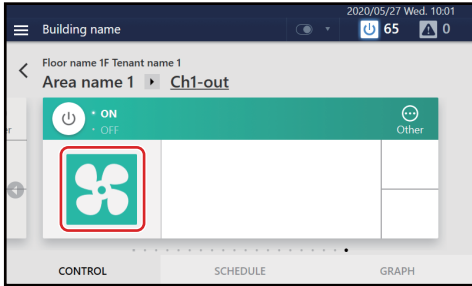 2020/05/27 Wed. 10:01
Building name
65
0
Floor name 1F Tenant name 1
Area name 1 Ch1-out
ON
OFF
Other
CONTROL
SCHEDULE
GRAPH